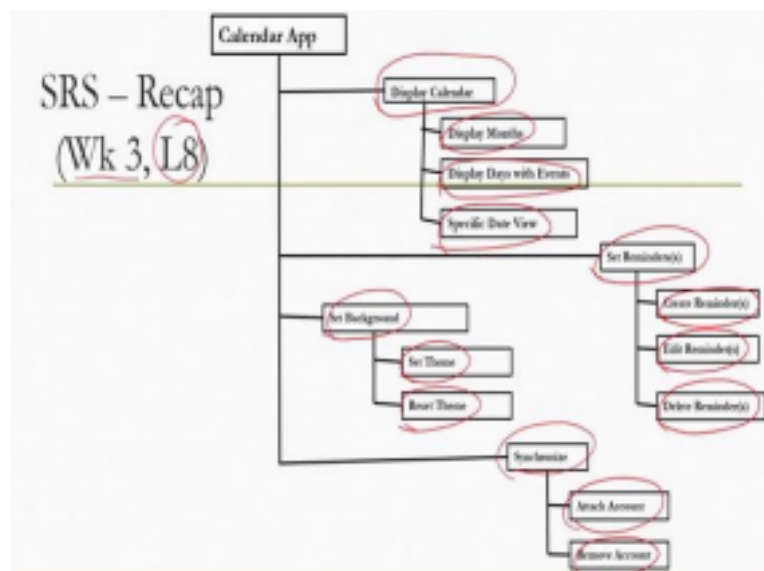 Calendar App
SRS – Recap
(Wk 3, L8)
Display Calendar
Display Months
Display Days with Events
Specific Date View
Set Reminders(s)
Create Reminder(s)
Edit Reminder(s)
Delete Reminder(s)
Set Background
Set Theme
Reset Theme
Synchronize
Attach Account
Remove Account